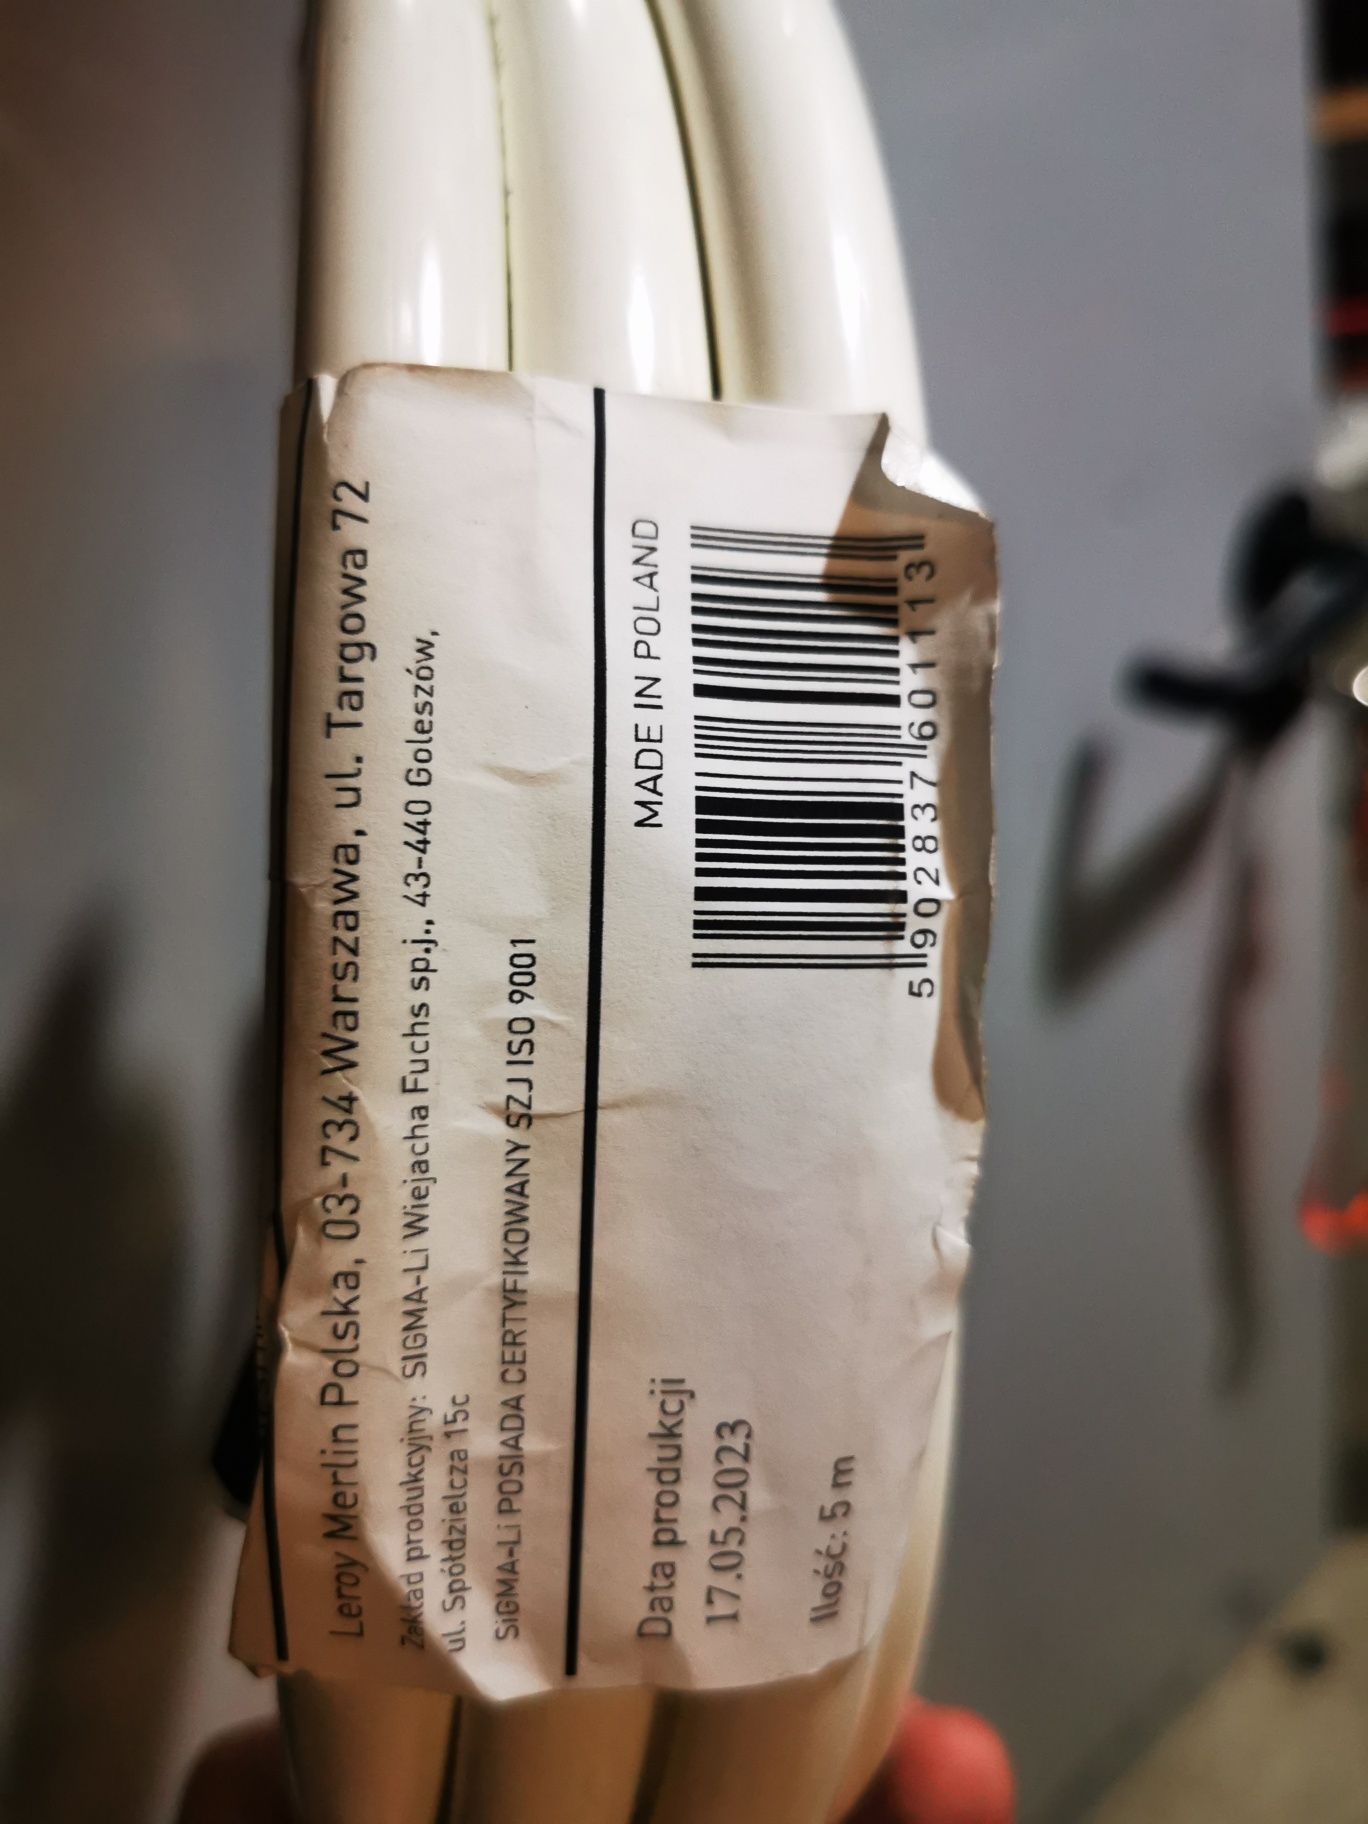 Leroy Merlin Polska, 03-734 Warszawa, ul. Targowa 72
Zakład produkcyjny: SIGMA-Li Wiejacha Fuchs sp.j., 43-440 Goleszów,
ul. Spółdzielcza 15c
SiGMA-Li POSIADA CERTYFIKOWANY SZJ ISO 9001
MADE IN POLAND
5 902837 601113
Data produkcji
17.05.2023
Ilość: 5 m